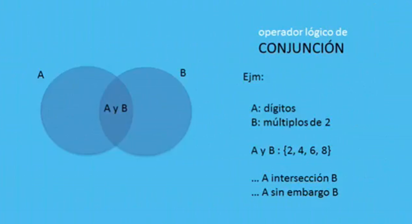 operador lógico de
CONJUNCIÓN
A
B
A y B
Ejm:
A: dígitos
B: múltiplos de 2
A y B : {2, 4, 6, 8}
... A intersección B
... A sin embargo B